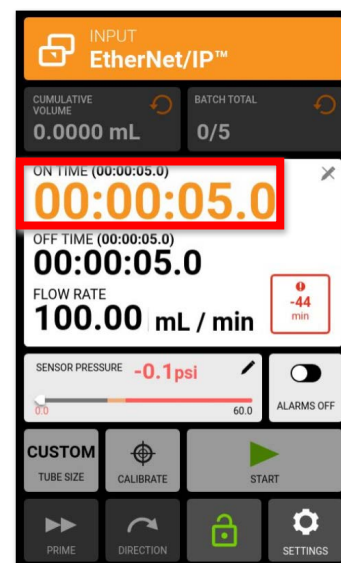 INPUT
EtherNet/IP™
CUMULATIVE VOLUME
0.0000 mL
BATCH TOTAL
0/5
ON TIME (00:00:05.0)
00:00:05.0
OFF TIME (00:00:05.0)
00:00:05.0
FLOW RATE
100.00 mL / min
-44
min
SENSOR PRESSURE -0.1psi
0.0 60.0
ALARMS OFF
CUSTOM
TUBE SIZE
CALIBRATE
START
PRIME
DIRECTION
SETTINGS